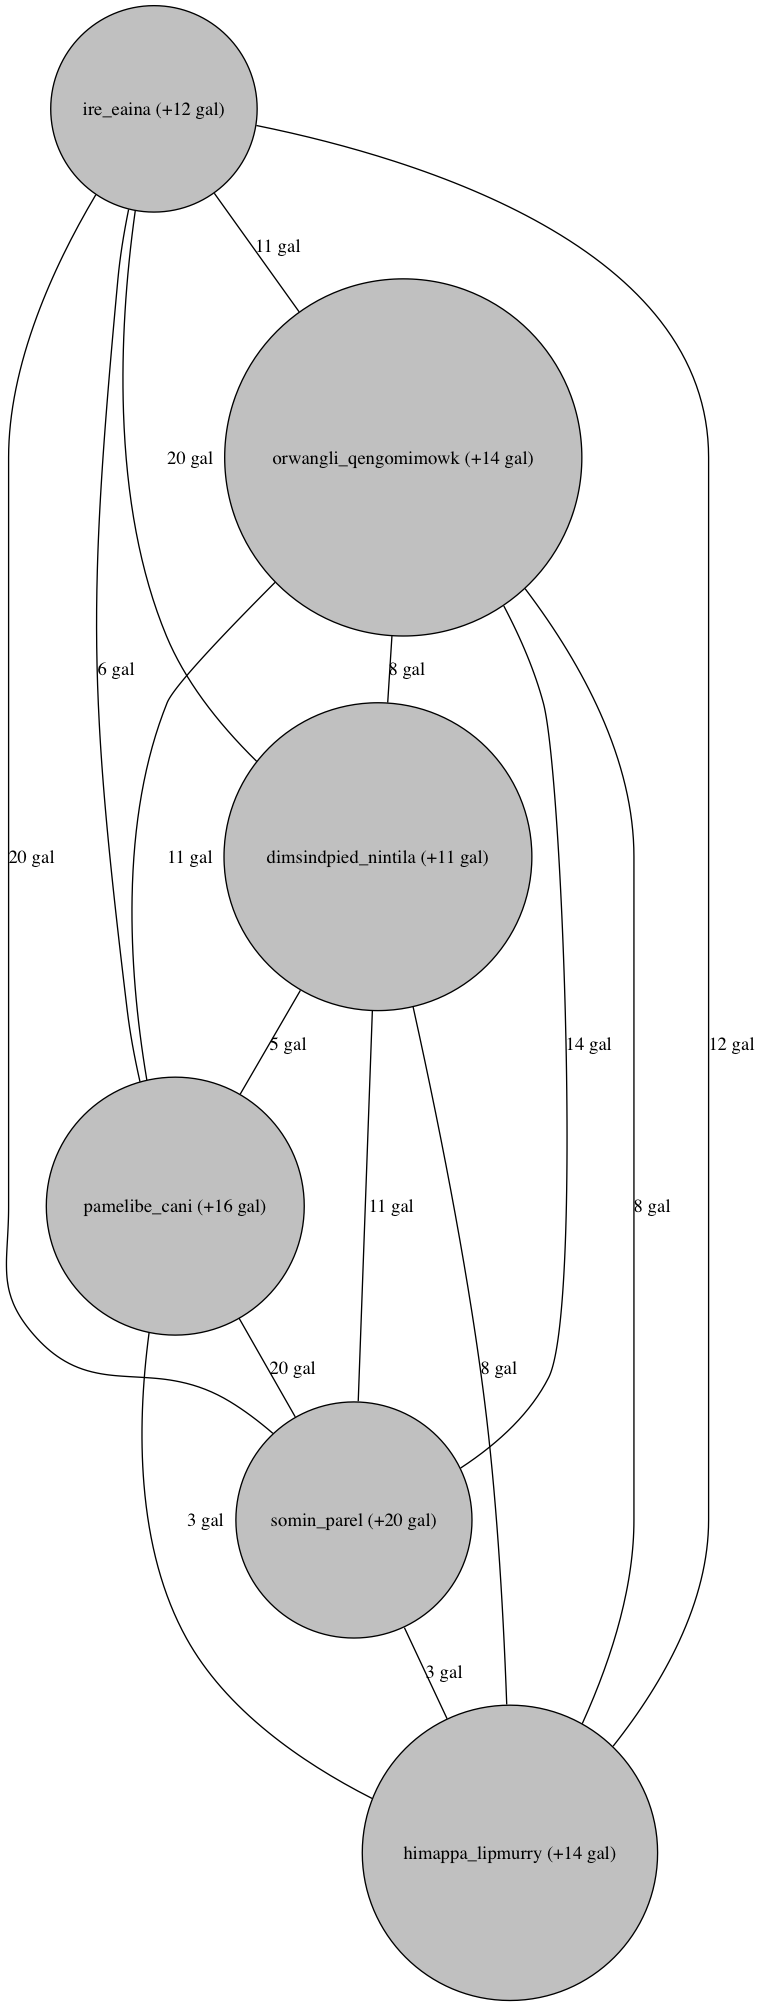 ire_eaina (+12 gal)
11 gal
20 gal
orwangli_qengomimowk (+14 gal)
6 gal
8 gal
20 gal
11 gal
dimsindpied_nintila (+11 gal)
5 gal
14 gal
12 gal
pamelibe_cani (+16 gal)
11 gal
8 gal
20 gal
8 gal
3 gal
somin_parel (+20 gal)
3 gal
himappa_lipmurry (+14 gal)